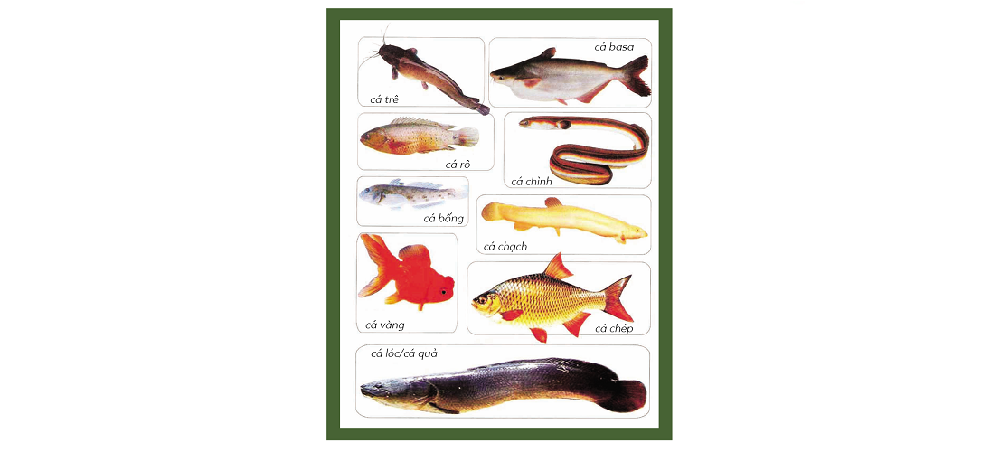 cá basa
cá trê
cá rô
cá chình
cá bống
cá chạch
cá vàng
cá chép
cá lóc/cá quả